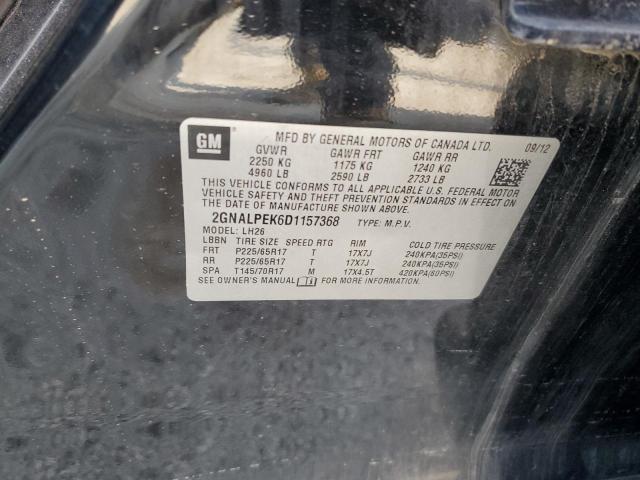 GM
MFD BY GENERAL MOTORS OF CANADA LTD. 09/12
GVWR GAWR FRT GAWR RR
2250 KG 1175 KG 1240 KG
4960 LB 2590 LB 2733 LB
THIS VEHICLE CONFORMS TO ALL APPLICABLE U.S. FEDERAL MOTOR
VEHICLE SAFETY, BUMPER, AND
THEFT PREVENTION STANDARDS IN EFFECT ON THE DATE OF
MANUFACTURE SHOWN ABOVE.
2GNALPEK6D1157368 TYPE: M.P.V.
MODEL: LH26
LBBN TIRE SIZE SPEED RTG RIM COLD TIRE PRESSURE
FRT P225/65R17 T 17X7J 240KPA(35PSI)
RR P225/65R17 T 17X7J 240KPA(35PSI)
SPA T145/70R17 M 17X4.5T 420KPA(60PSI)
SEE OWNER'S MANUAL i FOR MORE INFORMATION.